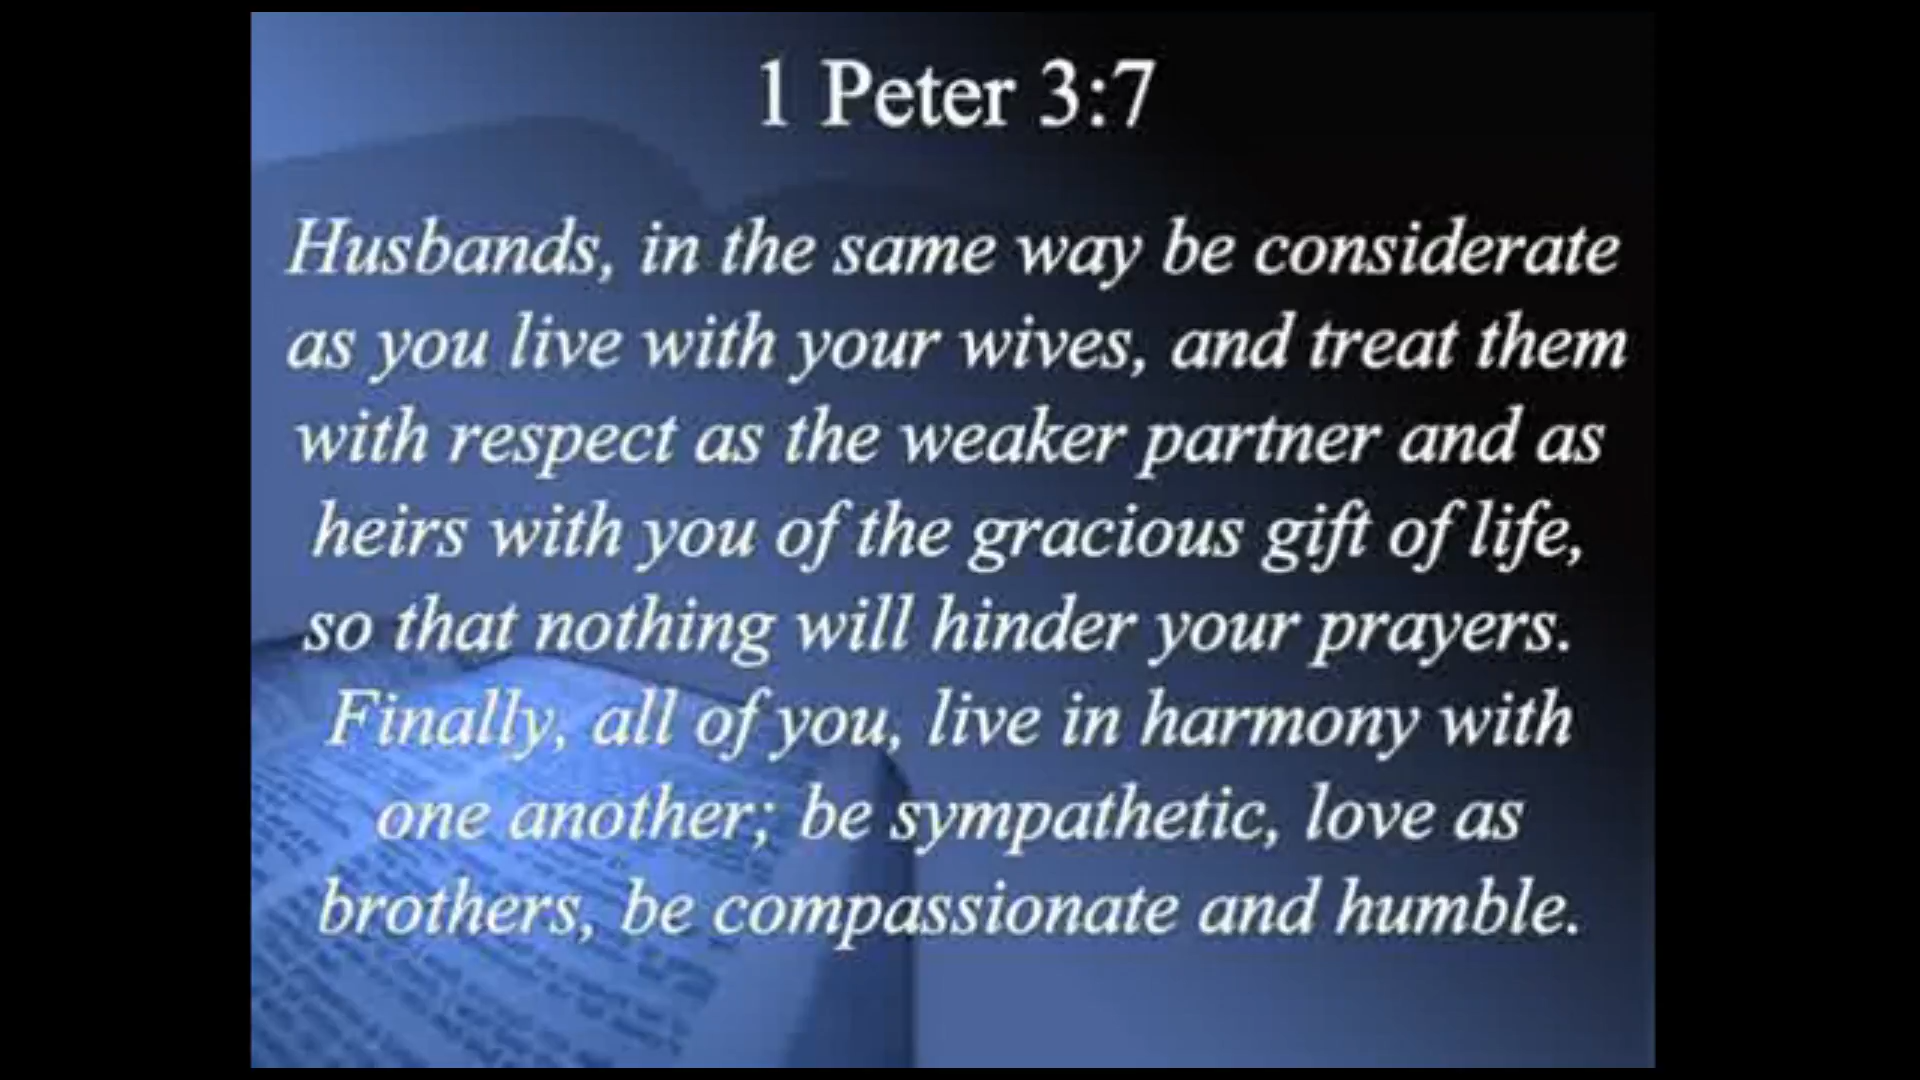 1 Peter 3:7
Husbands, in the same way be considerate
as you live with your wives, and treat them
with respect as the weaker partner and as
heirs with you of the gracious gift of life,
so that nothing will hinder your prayers.
Finally, all of you, live in harmony with
one another; be sympathetic, love as
brothers, be compassionate and humble.